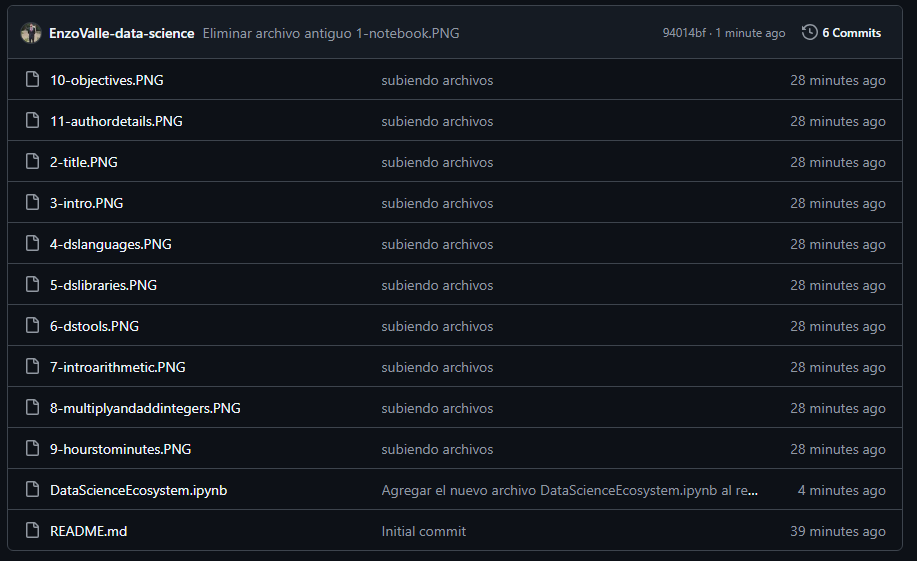 EnzoValle-data-science Eliminar archivo antiguo 1-notebook.PNG 94014bf · 1 minute ago 6 Commits
10-objectives.PNG subiendo archivos 28 minutes ago
11-authordetails.PNG subiendo archivos 28 minutes ago
2-title.PNG subiendo archivos 28 minutes ago
3-intro.PNG subiendo archivos 28 minutes ago
4-dslanguages.PNG subiendo archivos 28 minutes ago
5-dslibraries.PNG subiendo archivos 28 minutes ago
6-dstools.PNG subiendo archivos 28 minutes ago
7-introarithmetic.PNG subiendo archivos 28 minutes ago
8-multiplyandaddintegers.PNG subiendo archivos 28 minutes ago
9-hourstominutes.PNG subiendo archivos 28 minutes ago
DataScienceEcosystem.ipynb Agregar el nuevo archivo DataScienceEcosystem.ipynb al re... 4 minutes ago
README.md Initial commit 39 minutes ago